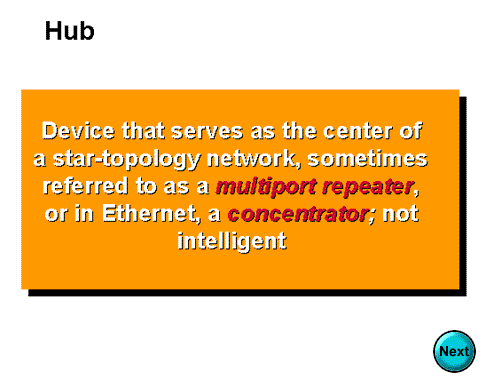 Hub
Device that serves as the center of
a star-topology network, sometimes
referred to as a multiport repeater,
or in Ethernet, a concentrator; not
intelligent
Next